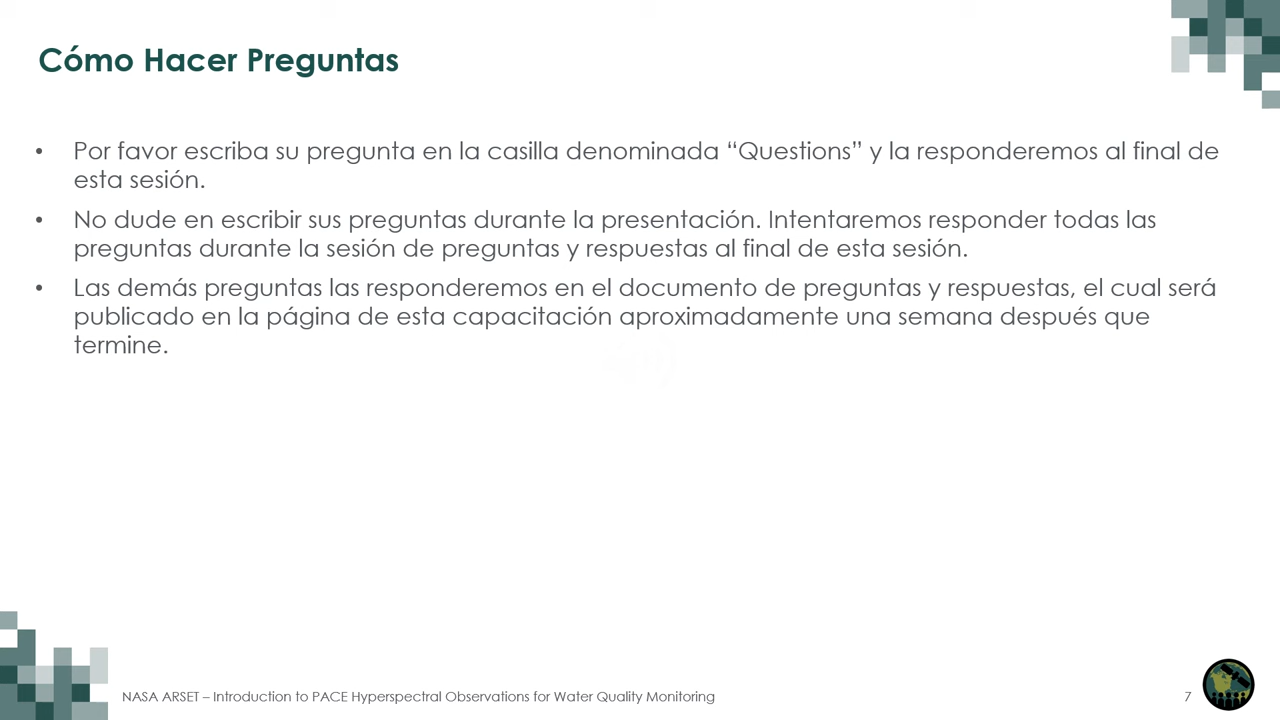 Cómo Hacer Preguntas
• Por favor escriba su pregunta en la casilla denominada “Questions” y la responderemos al final de
esta sesión.
• No dude en escribir sus preguntas durante la presentación. Intentaremos responder todas las
preguntas durante la sesión de preguntas y respuestas al final de esta sesión.
• Las demás preguntas las responderemos en el documento de preguntas y respuestas, el cual será
publicado en la página de esta capacitación aproximadamente una semana después que
termine.
NASA ARSET – Introduction to PACE Hyperspectral Observations for Water Quality Monitoring
7